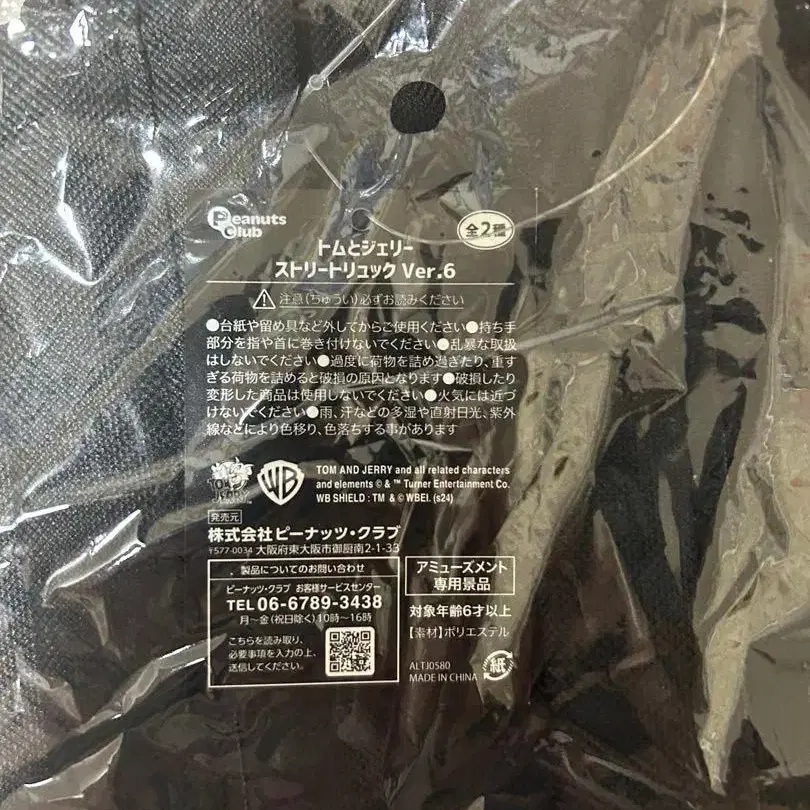 Peanuts Club
全2種
トムとジェリー
ストリートリュック Ver.6
注意(ちゅうい)必ずお読みください
●台紙や留め具など外してからご使用ください●持ち手
部分を指や首に巻き付けないでください●乱暴な取扱
はしないでください●過度に荷物を詰め過ぎたり、重す
ぎる荷物を詰めると破損の原因となります●破損したり
変形した商品は使用しないでください●火気には近づ
けないでください●雨、汗などの多湿や直射日光、紫外
線などにより色移り、色落ちする事があります
TOM AND JERRY
WB
TOM AND JERRY and all related characters
and elements © & ™ Turner Entertainment Co.
WB SHIELD : TM & © WBEI. (s24)
発売元
株式会社ピーナッツ・クラブ
〒577-0034 大阪府東大阪市御厨南2-1-33
製品についてのお問い合わせ
ピーナッツ・クラブ お客様サービスセンター
TEL 06-6789-3438
月〜金(祝日除く)10時〜16時
こちらを読み取り、
必要事項を入力の上、
送信してください。
アミューズメント
専用景品
対象年齢6才以上
【素材】ポリエステル
ALTJ0580
MADE IN CHINA
紙